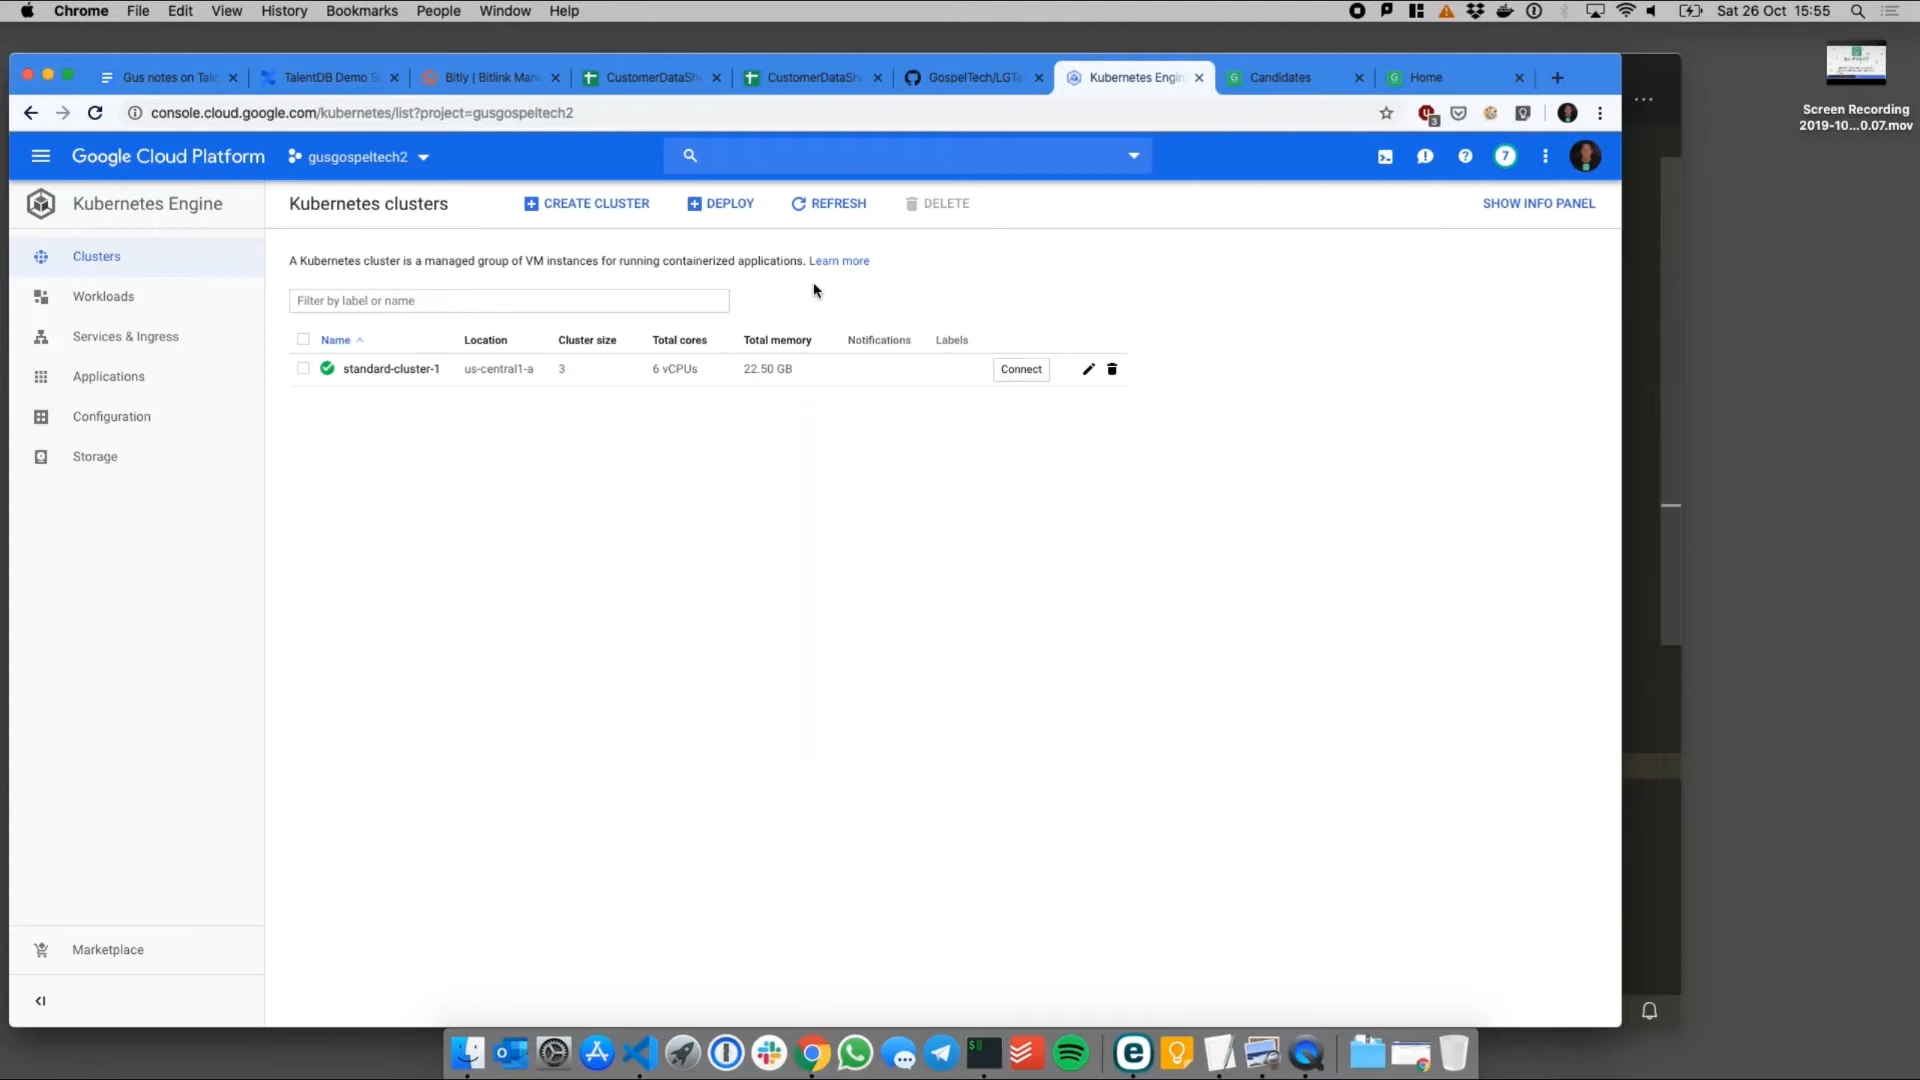 Chrome File Edit View History Bookmarks People Window Help
Sat 26 Oct 15:55
Gus notes on Tale
TalentDB Demo S
Bitly | Bitlink Man
CustomerDataSh
CustomerDataSh
GospelTech/LGTa
Kubernetes Engin
Candidates
Home
console.cloud.google.com/kubernetes/list?project=gusgospeltech2
3
Google Cloud Platform
gusgospeltech2
7
Kubernetes Engine
Kubernetes clusters
CREATE CLUSTER
DEPLOY
REFRESH
DELETE
SHOW INFO PANEL
Clusters
Workloads
Services & Ingress
Applications
Configuration
Storage
Marketplace
A Kubernetes cluster is a managed group of VM instances for running containerized applications. Learn more
Filter by label or name
Name Location Cluster size Total cores Total memory Notifications Labels
standard-cluster-1 us-central1-a 3 6 vCPUs 22.50 GB Connect
Screen Recording
2019-10...0.07.mov